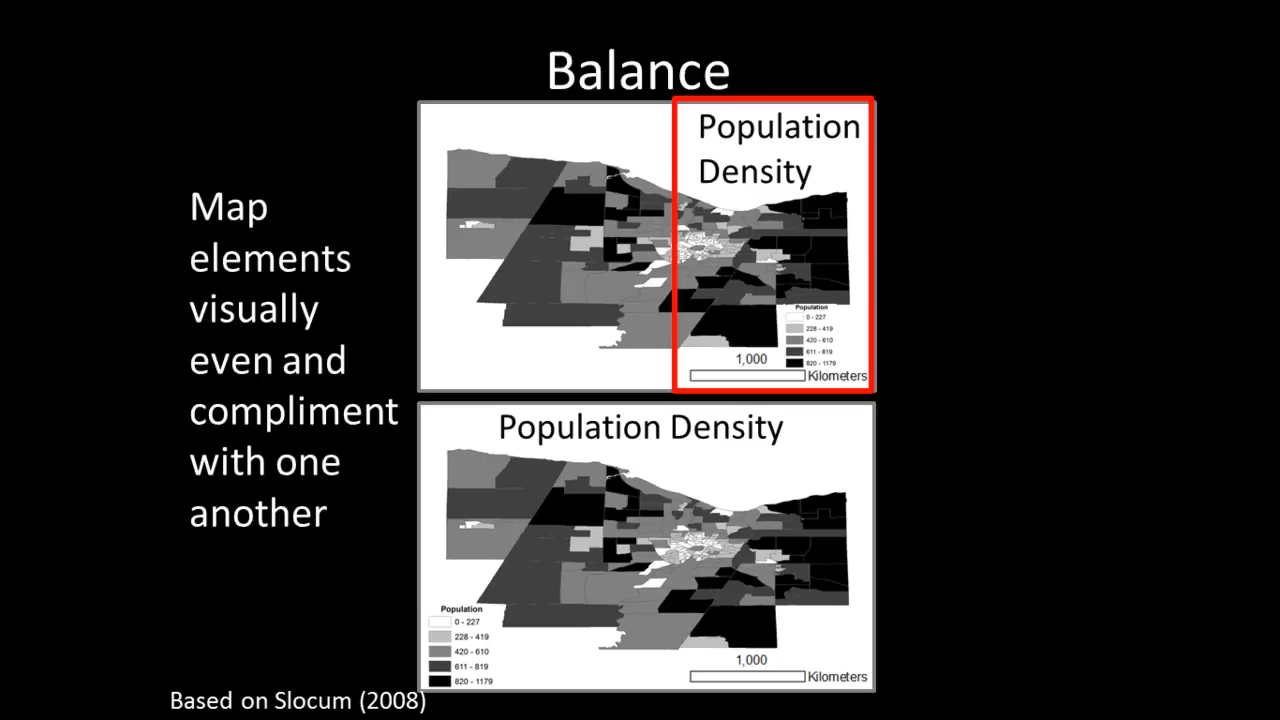 Balance
Map
elements
visually
even and
compliment
with one
another
Population
Density
Population
0 - 227
228 - 419
420 - 610
611 - 819
820 - 1179
1,000
Kilometers
Population Density
Population
0 - 227
228 - 419
420 - 610
611 - 819
820 - 1179
1,000
Kilometers
Based on Slocum (2008)